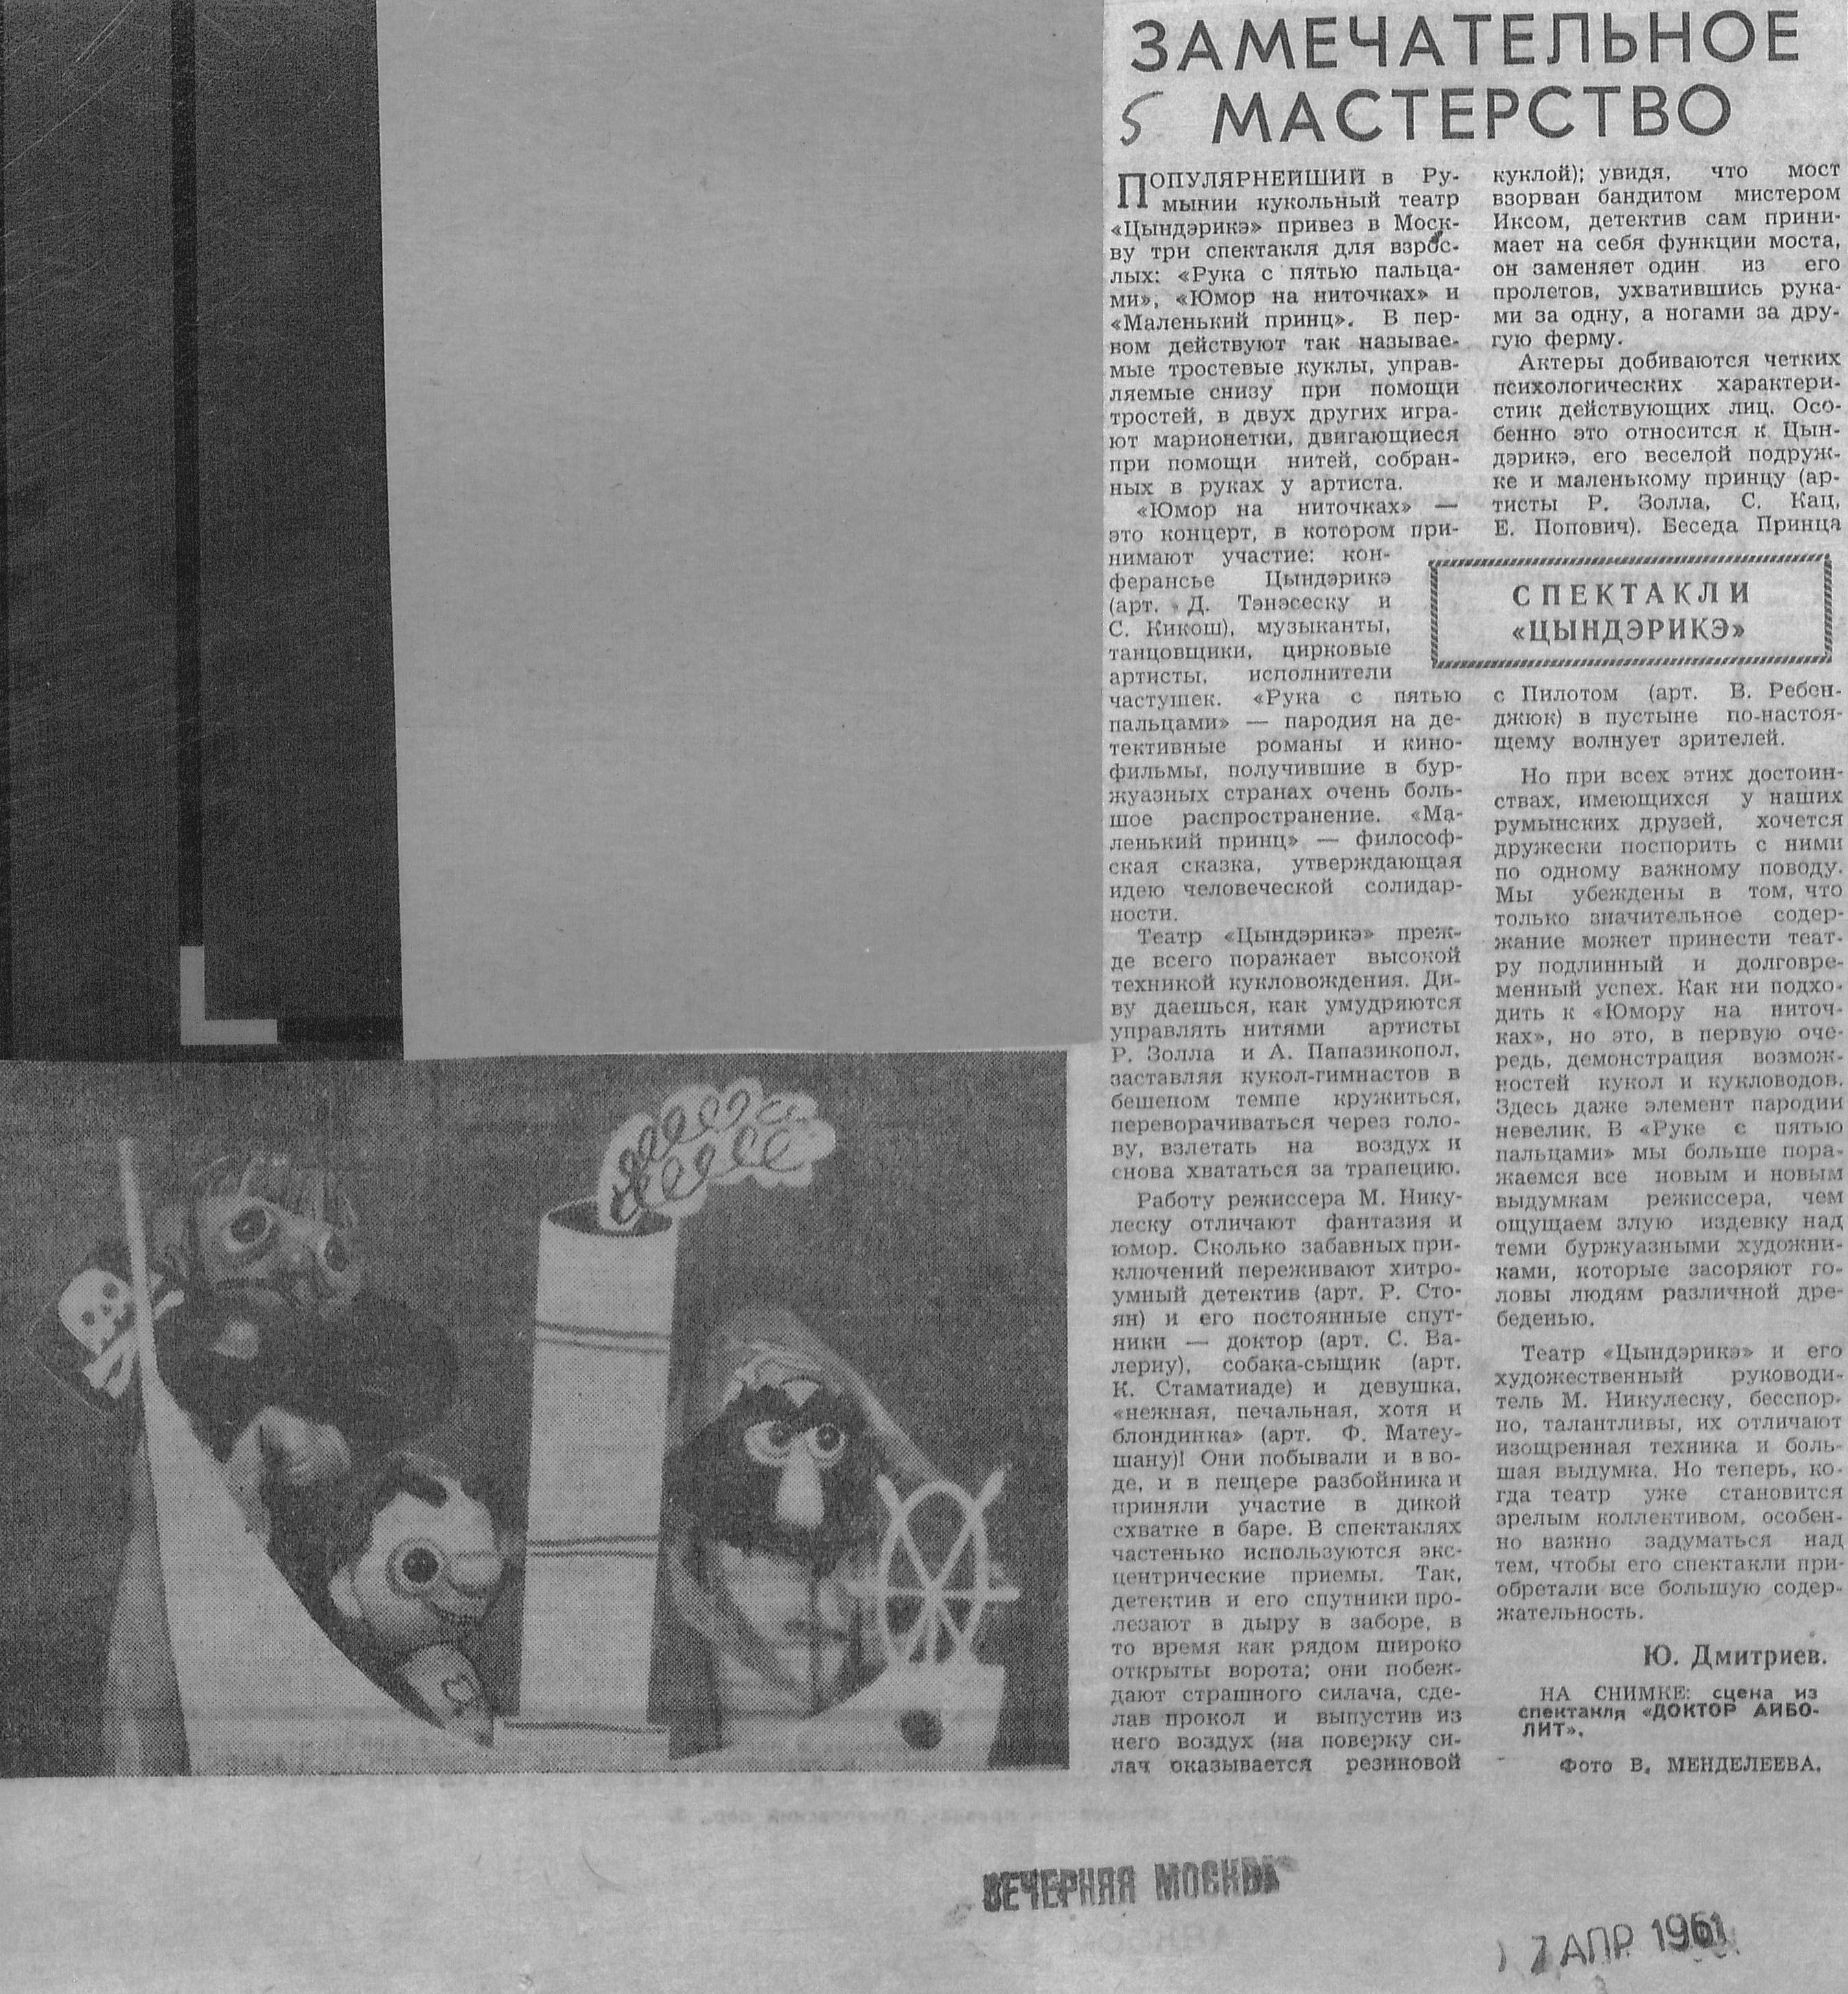 ЗАМЕЧАТЕЛЬНОЕ
МАСТЕРСТВО
ПОПУЛЯРНЕЙШИЙ в Ру-
мынии кукольный театр
«Цындэрикэ» привез в Моск-
ву три спектакля для взрос-
лых: «Рука с пятью пальца-
ми», «Юмор на ниточках» и
«Маленький принц». В пер-
вом действуют так называе-
мые тростевые куклы, управ-
ляемые снизу при помощи
тростей, в двух других игра-
ют марионетки, двигающиеся
при помощи нитей, собран-
ных в руках у артиста.
«Юмор на ниточках» —
это концерт, в котором при-
нимают участие: кон-
ферансье Цындэрикэ
(арт. Д. Тэнэсеску и
С. Кикош), музыканты,
танцовщики, цирковые
артисты, исполнители
частушек. «Рука с пятью
пальцами» — пародия на де-
тективные романы и кино-
фильмы, получившие в бур-
жуазных странах очень боль-
шое распространение. «Ма-
ленький принц» — философ-
ская сказка, утверждающая
идею человеческой солидар-
ности.
Театр «Цындэрикэ» преж-
де всего поражает высокой
техникой кукловождения. Ди-
ву даешься, как умудряются
управлять нитями артисты
Р. Золла и А. Папазикопол,
заставляя кукол-гимнастов в
бешеном темпе кружиться,
переворачиваться через голо-
ву, взлетать на воздух и
снова хвататься за трапецию.
Работу режиссера М. Нику-
леску отличают фантазия и
юмор. Сколько забавных при-
ключений переживают хитро-
умный детектив (арт. Р. Сто-
ян) и его постоянные спут-
ники — доктор (арт. С. Ва-
лериу), собака-сыщик (арт.
К. Стаматиаде) и девушка,
«нежная, печальная, хотя и
блондинка» (арт. Ф. Матеу-
шану)! Они побывали и в во-
де, и в пещере разбойника и
приняли участие в дикой
схватке в баре. В спектаклях
частенько используются экс-
центрические приемы. Так,
детектив и его спутники про-
лезают в дыру в заборе, в
то время как рядом широко
открыты ворота; они побеж-
дают страшного силача, сде-
лав прокол и выпустив из
него воздух (на поверку си-
лач оказывается резиновой
куклой); увидя, что мост
взорван бандитом мистером
Иксом, детектив сам прини-
мает на себя функции моста,
он заменяет один из его
пролетов, ухватившись рука-
ми за одну, а ногами за дру-
гую ферму.
Актеры добиваются четких
психологических характери-
стик действующих лиц. Осо-
бенно это относится к Цын-
дэрикэ, его веселой подруж-
ке и маленькому принцу (ар-
тисты Р. Золла, С. Кац,
Е. Попович). Беседа Принца
СПЕКТАКЛИ
«ЦЫНДЭРИКЭ»
с Пилотом (арт. В. Ребен-
джюк) в пустыне по-настоя-
щему волнует зрителей.
Но при всех этих достоин-
ствах, имеющихся у наших
румынских друзей, хочется
дружески поспорить с ними
по одному важному поводу.
Мы убеждены в том, что
только значительное содер-
жание может принести теат-
ру подлинный и долговре-
менный успех. Как ни подхо-
дить к «Юмору на ниточ-
ках», но это, в первую оче-
редь, демонстрация возмож-
ностей кукол и кукловодов.
Здесь даже элемент пародии
невелик. В «Руке с пятью
пальцами» мы больше пора-
жаемся все новым и новым
выдумкам режиссера, чем
ощущаем злую издевку над
теми буржуазными художни-
ками, которые засоряют го-
ловы людям различной дре-
беденью.
Театр «Цындэрикэ» и его
художественный руководи-
тель М. Никулеску, бесспор-
но, талантливы, их отличают
изощренная техника и боль-
шая выдумка. Но теперь, ко-
гда театр уже становится
зрелым коллективом, особен-
но важно задуматься над
тем, чтобы его спектакли при-
обретали все большую содер-
жательность.
Ю. Дмитриев.
НА СНИМКЕ: сцена из
спектакля «ДОКТОР АЙБО-
ЛИТ».
Фото В. МЕНДЕЛЕЕВА.
ВЕЧЕРНЯЯ МОСКВА
7 АПР 1961